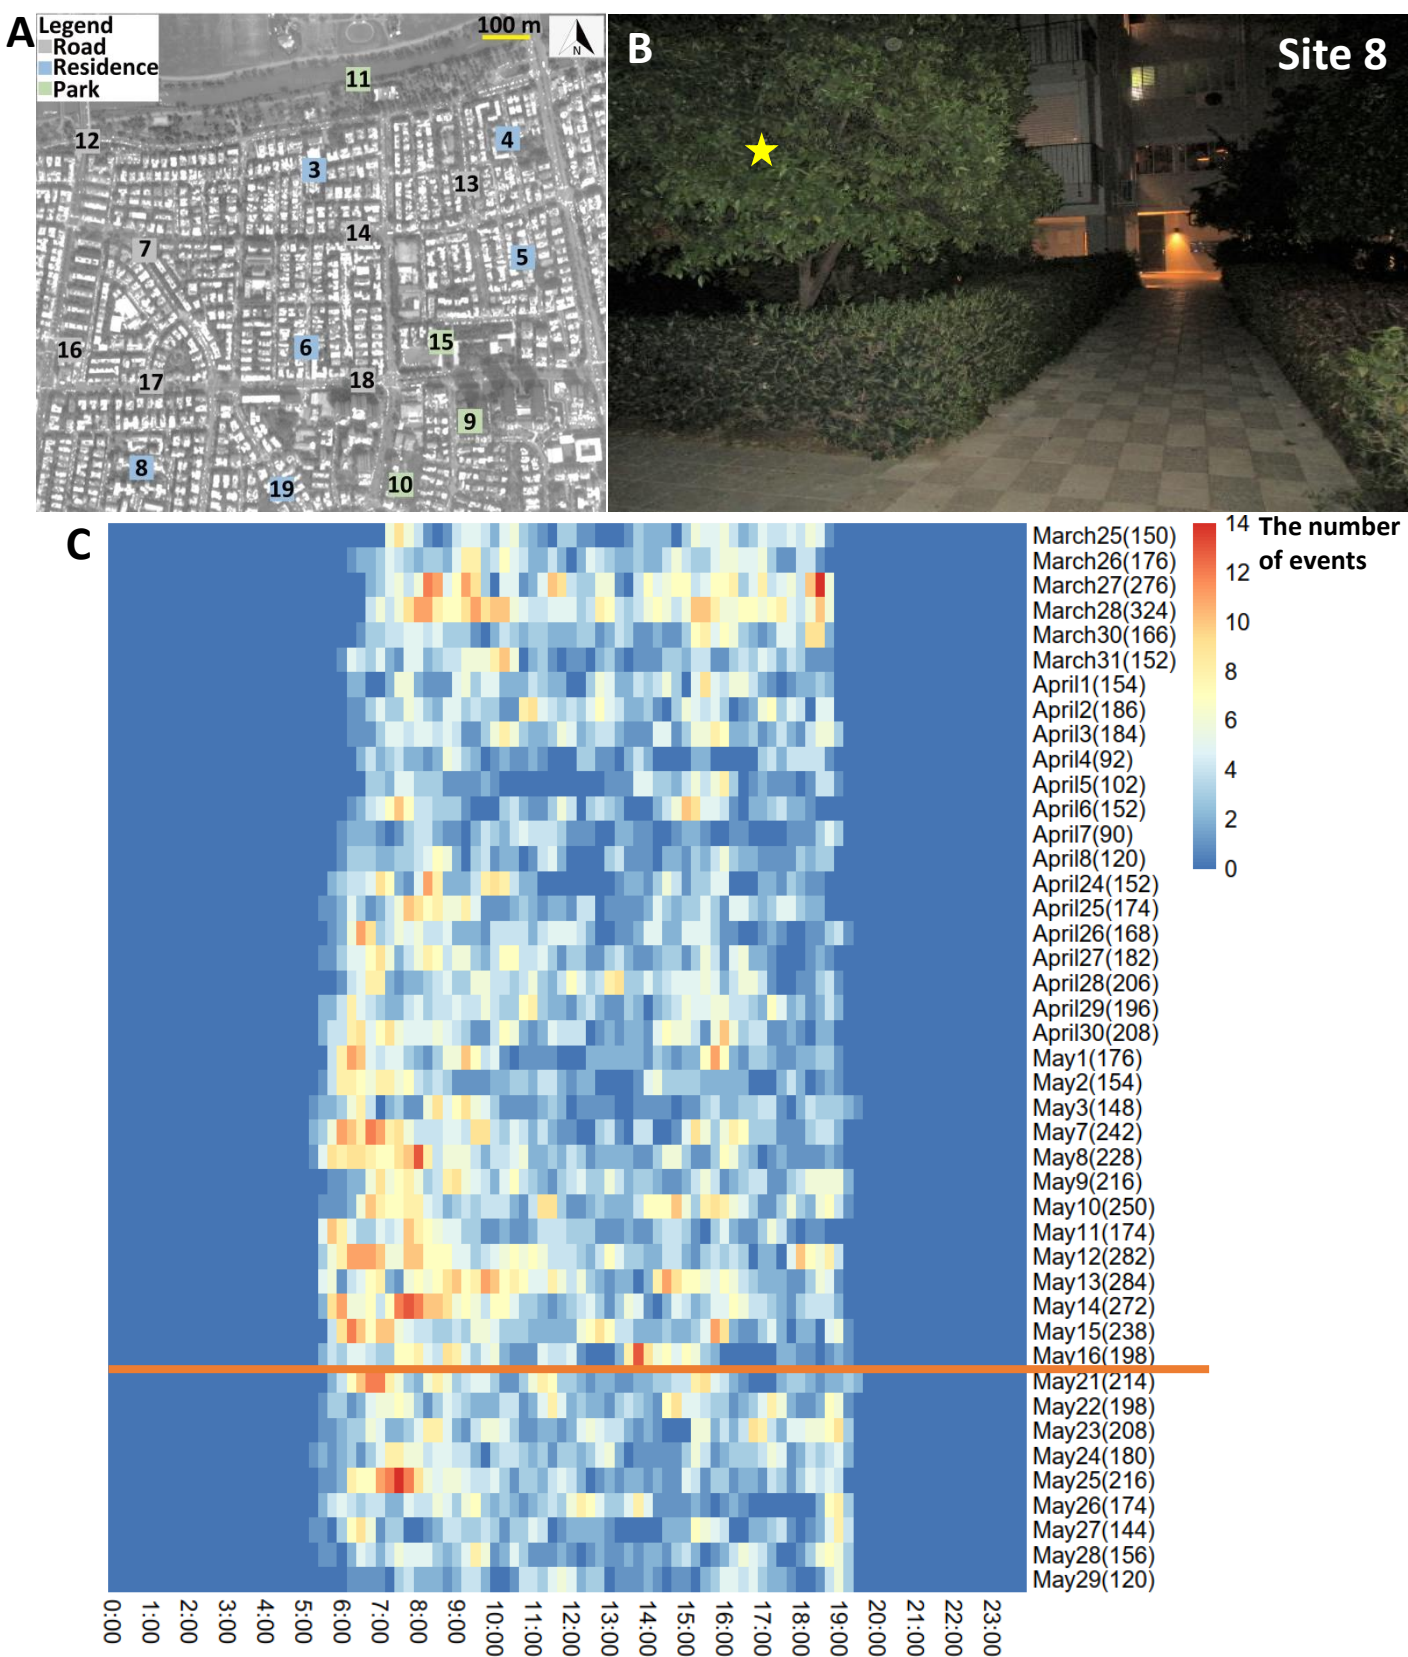 A
Legend
Road
Residence
Park
100 m
N
11
12
4
3
13
14
7
5
15
6
16
17
18
9
8
19
10
B
Site 8
C
March25(150)
March26(176)
March27(276)
March28(324)
March30(166)
March31(152)
April1(154)
April2(186)
April3(184)
April4(92)
April5(102)
April6(152)
April7(90)
April8(120)
April24(152)
April25(174)
April26(168)
April27(182)
April28(206)
April29(196)
April30(208)
May1(176)
May2(154)
May3(148)
May7(242)
May8(228)
May9(216)
May10(250)
May11(174)
May12(282)
May13(284)
May14(272)
May15(238)
May16(198)
May21(214)
May22(198)
May23(208)
May24(180)
May25(216)
May26(174)
May27(144)
May28(156)
May29(120)
14
12
10
8
6
4
2
0
The number
of events
0:00
1:00
2:00
3:00
4:00
5:00
6:00
7:00
8:00
9:00
10:00
11:00
12:00
13:00
14:00
15:00
16:00
17:00
18:00
19:00
20:00
21:00
22:00
23:00